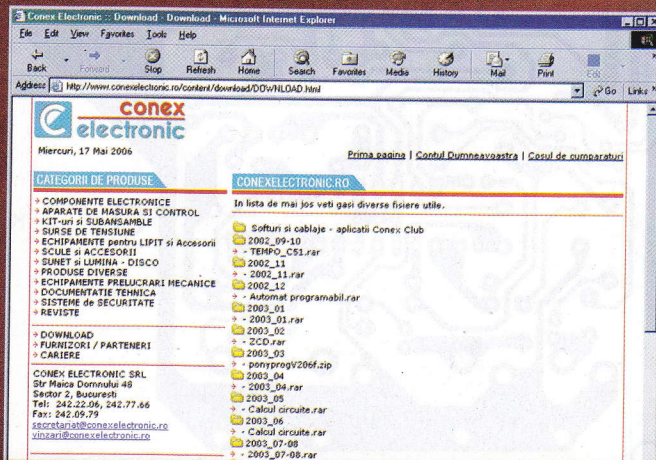 Conex Electronic :: Download - Download - Microsoft Internet Explorer
File Edit View Favorites Tools Help
Back Forward Stop Refresh Home Search Favorites Media History Mail Print Edit
Address http://www.conexelectronic.ro/content/download/DOWNLOAD.html Go Links
conex
electronic
Miercuri, 17 Mai 2006
Prima pagina | Contul Dumneavoastra | Cosul de cumparaturi
CATEGORII DE PRODUSE
COMPONENTE ELECTRONICE
APARATE DE MASURA SI CONTROL
KIT-uri si SUBANSAMBLE
SURSE DE TENSIUNE
ECHIPAMENTE pentru LIPIT si Accesorii
SCULE si ACCESORII
SUNET si LUMINA - DISCO
PRODUSE DIVERSE
ECHIPAMENTE PRELUCRARI MECANICE
DOCUMENTATIE TEHNICA
SISTEME de SECURITATE
REVISTE
DOWNLOAD
FURNIZORI / PARTENERI
CARIERE
CONEX ELECTRONIC SRL
Str Maica Domnului 48
Sector 2, Bucuresti
Tel: 242.22.06, 242.77.66
Fax: 242.09.79
secretariat@conexelectronic.ro
vinzari@conexelectronic.ro
CONEXELECTRONIC.RO
In lista de mai jos veti gasi diverse fisiere utile.
Softuri si cablaje - aplicatii Conex Club
2002_09-10
- TEMPO_C51.rar
2002_11
- 2002_11.rar
2002_12
- Automat programabil.rar
2003_01
- 2003_01.rar
2003_02
- ZCD.rar
2003_03
- ponyprogV206f.zip
2003_04
- 2003_04.rar
2003_05
- Calcul circuite.rar
2003_06
- Calcul circuite.rar
2003_07-08
- 2003_07-08.rar